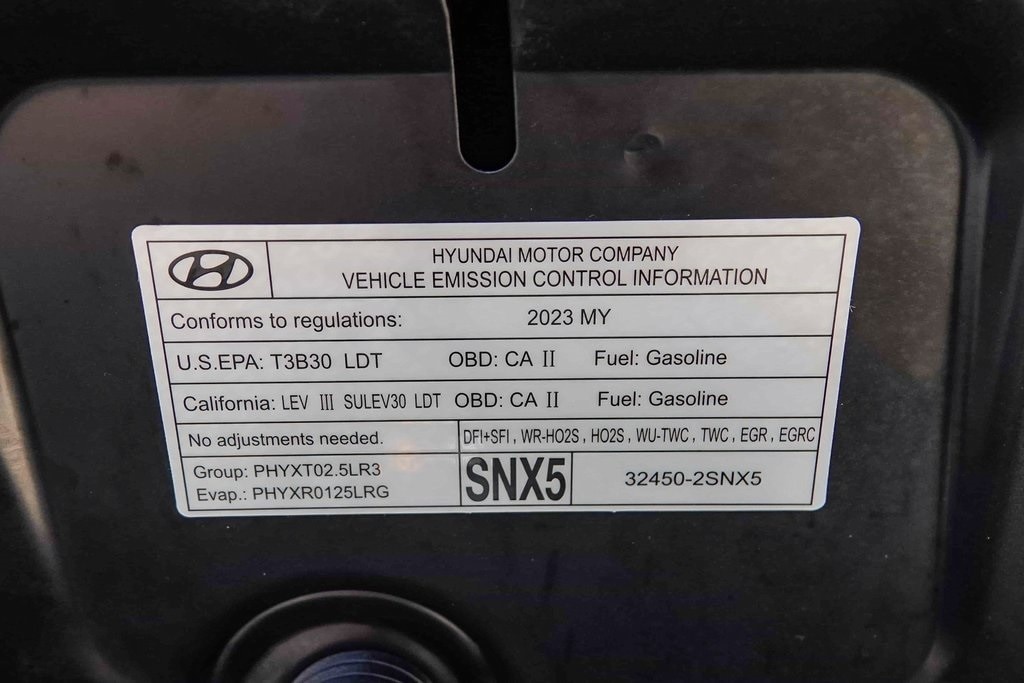 HYUNDAI MOTOR COMPANY
VEHICLE EMISSION CONTROL INFORMATION
Conforms to regulations: 2023 MY
U.S.EPA: T3B30 LDT OBD: CA II Fuel: Gasoline
California: LEV III SULEV30 LDT OBD: CA II Fuel: Gasoline
No adjustments needed. DFI+SFI , WR-HO2S , HO2S , WU-TWC , TWC , EGR , EGRC
Group: PHYXT02.5LR3
Evap.: PHYXR0125LRG
SNX5 32450-2SNX5